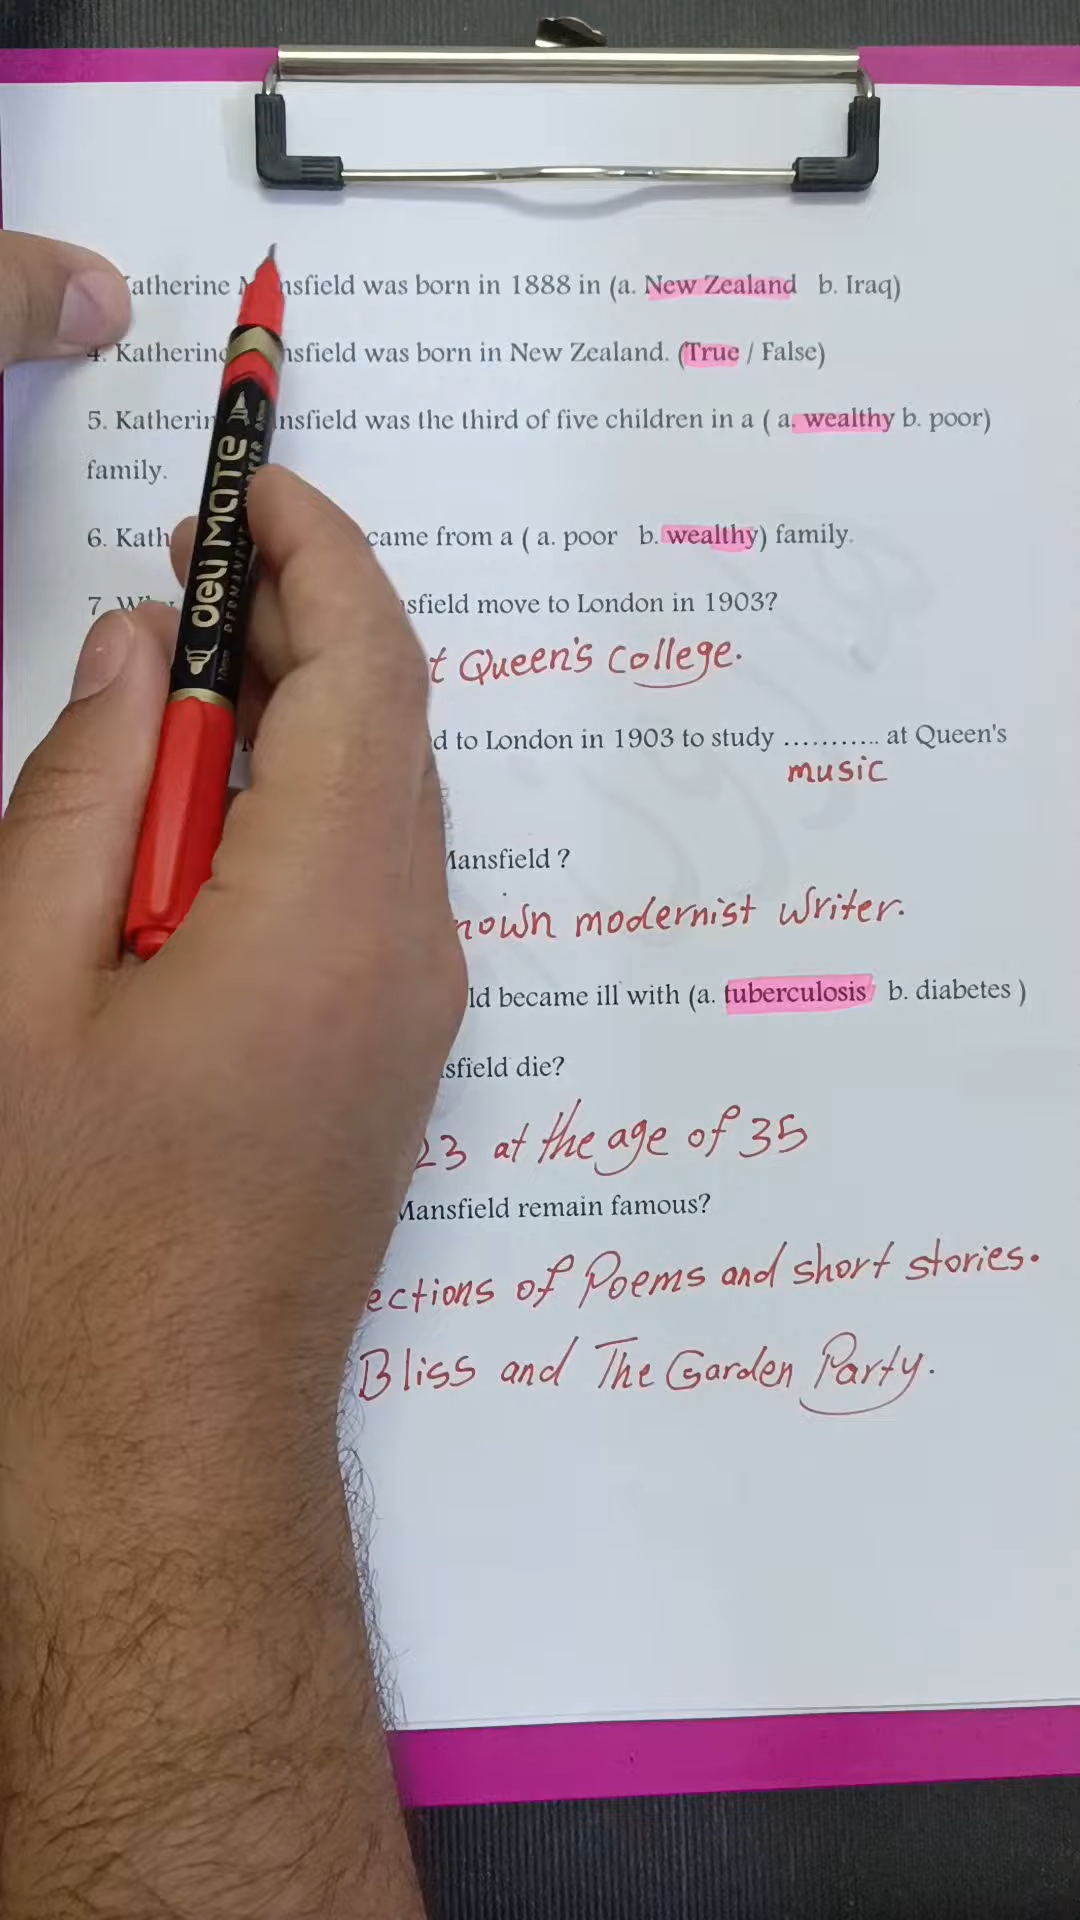 Katherine nsfield was born in 1888 in (a. New Zealand b. Iraq)
4. Katherine nsfield was born in New Zealand. (True / False)
5. Katherin nsfield was the third of five children in a ( a. wealthy b. poor)
family.
6. Kath came from a ( a. poor b. wealthy) family.
7. sfield move to London in 1903?
t Queen's college.
d to London in 1903 to study ........... at Queen's
music
Mansfield ?
nown modernist writer.
ld became ill with (a. tuberculosis b. diabetes )
sfield die?
23 at the age of 35
Mansfield remain famous?
ections of Poems and short stories.
Bliss and The Garden Party.
deli MATE